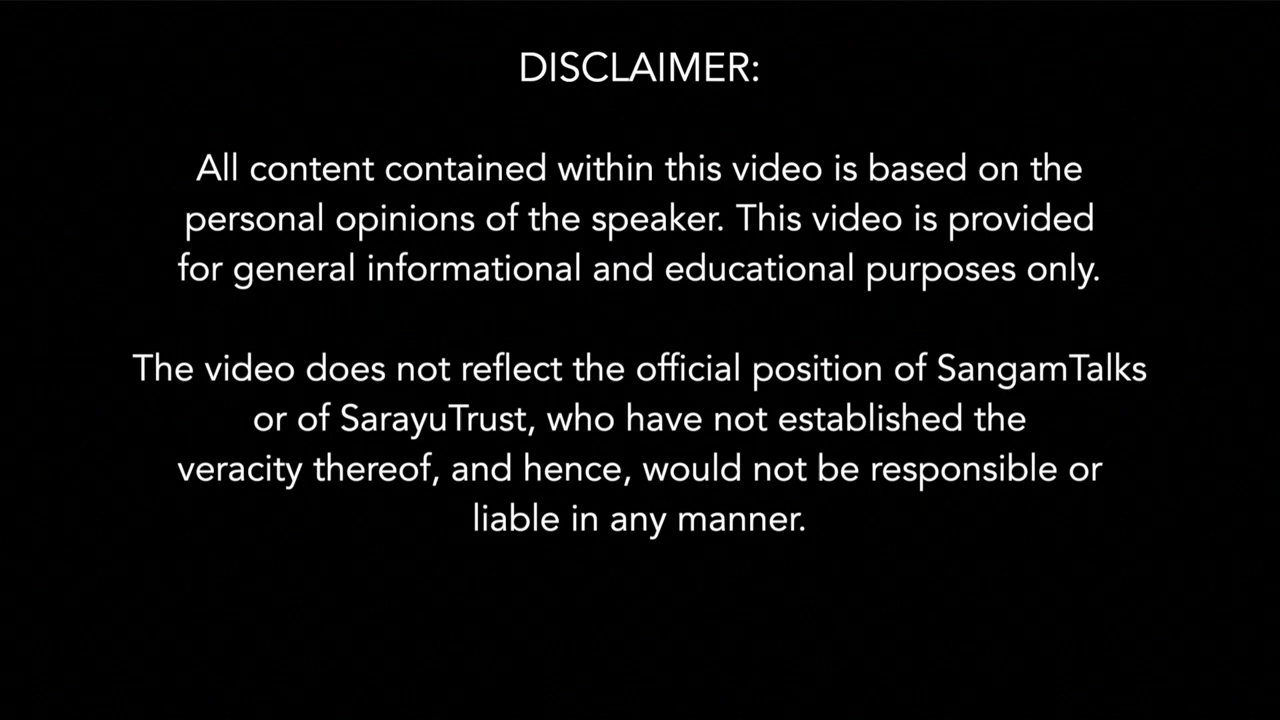 DISCLAIMER:
All content contained within this video is based on the
personal opinions of the speaker. This video is provided
for general informational and educational purposes only.
The video does not reflect the official position of SangamTalks
or of SarayuTrust, who have not established the
veracity thereof, and hence, would not be responsible or
liable in any manner.